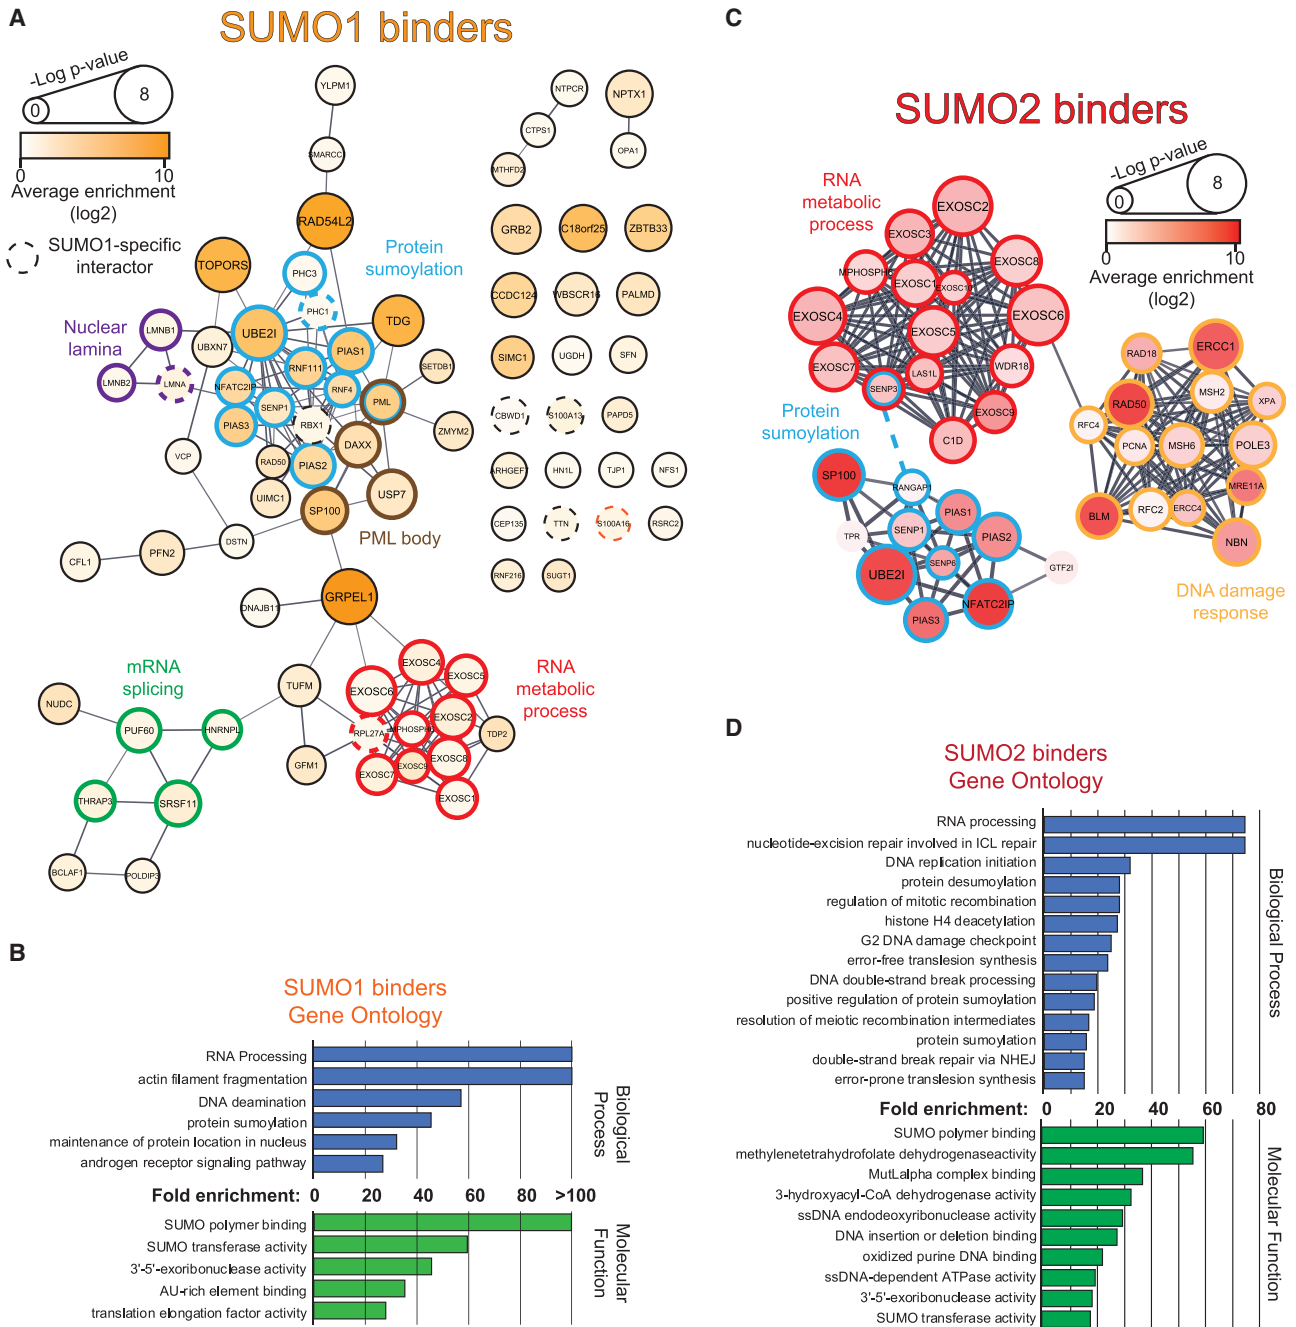 A
SUMO1 binders
-Log p-value
0
8
0
10
Average enrichment
(log2)
SUMO1-specific
interactor
YLPM1
SMARCC
RAD54L2
TOPORS
Protein
sumoylation
PHC3
PHC1
UBE2I
TDG
Nuclear
lamina
LMNB1
UBXN7
PIAS1
SETDB1
LMNB2
LMNA
NFATC2IP
RNF111
RNF4
PML
SENP1
PIAS3
RBX1
DAXX
ZMYM2
VCP
RAD50
PIAS2
UIMC1
USP7
SP100
PML body
DSTN
CFL1
PFN2
GRPEL1
DNAJB11
mRNA
splicing
RNA
metabolic
process
NUDC
PUF60
HNRNPL
TUFM
EXOSC4
EXOSC5
EXOSC6
EXOSC2
RPL27A
MPHOSPH6
TDP2
GFM1
EXOSC7
EXOSC9
EXOSC8
EXOSC1
THRAP3
SRSF11
BCLAF1
POLDIP3
NTPCR
NPTX1
CTPS1
OPA1
MTHFD2
GRB2
C18orf25
ZBTB33
CCDC124
WBSCR16
PALMD
SIMC1
UGDH
SFN
CBWD1
S100A13
PAPD5
ARHGEF7
HN1L
TJP1
NFS1
CEP135
TTN
S100A16
RSRC2
RNF216
SUGT1
B
SUMO1 binders
Gene Ontology
RNA Processing
actin filament fragmentation
DNA deamination
protein sumoylation
maintenance of protein location in nucleus
androgen receptor signaling pathway
Biological
Process
Fold enrichment: 0 20 40 60 80 >100
SUMO polymer binding
SUMO transferase activity
3'-5'-exoribonuclease activity
AU-rich element binding
translation elongation factor activity
Molecular
Function
C
SUMO2 binders
-Log p-value
0
8
0
10
Average enrichment
(log2)
RNA
metabolic
process
EXOSC2
EXOSC3
EXOSC8
MPHOSPH6
EXOSC1
EXOSC10
EXOSC4
EXOSC5
EXOSC6
EXOSC7
LAS1L
WDR18
SENP3
EXOSC9
C1D
Protein
sumoylation
SP100
RANGAP1
PIAS1
TPR
SENP1
PIAS2
UBE2I
SENP6
GTF2I
NFATC2IP
PIAS3
RAD18
ERCC1
RAD50
MSH2
XPA
RFC4
PCNA
MSH6
POLE3
BLM
RFC2
ERCC4
MRE11A
NBN
DNA damage
response
D
SUMO2 binders
Gene Ontology
RNA processing
nucleotide-excision repair involved in ICL repair
DNA replication initiation
protein desumoylation
regulation of mitotic recombination
histone H4 deacetylation
G2 DNA damage checkpoint
error-free translesion synthesis
DNA double-strand break processing
positive regulation of protein sumoylation
resolution of meiotic recombination intermediates
protein sumoylation
double-strand break repair via NHEJ
error-prone translesion synthesis
Biological Process
Fold enrichment: 0 20 40 60 80
SUMO polymer binding
methylenetetrahydrofolate dehydrogenaseactivity
MutLalpha complex binding
3-hydroxyacyl-CoA dehydrogenase activity
ssDNA endodeoxyribonuclease activity
DNA insertion or deletion binding
oxidized purine DNA binding
ssDNA-dependent ATPase activity
3'-5'-exoribonuclease activity
SUMO transferase activity
Molecular Function